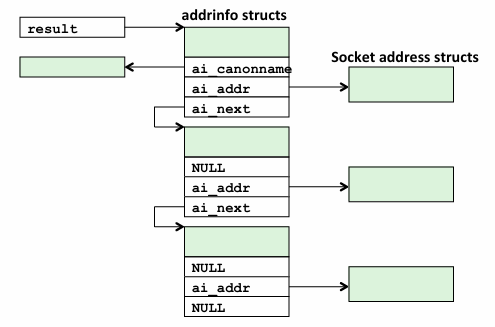 addrinfo structs
result
Socket address structs
ai_canonname
ai_addr
ai_next
NULL
ai_addr
ai_next
NULL
ai_addr
NULL